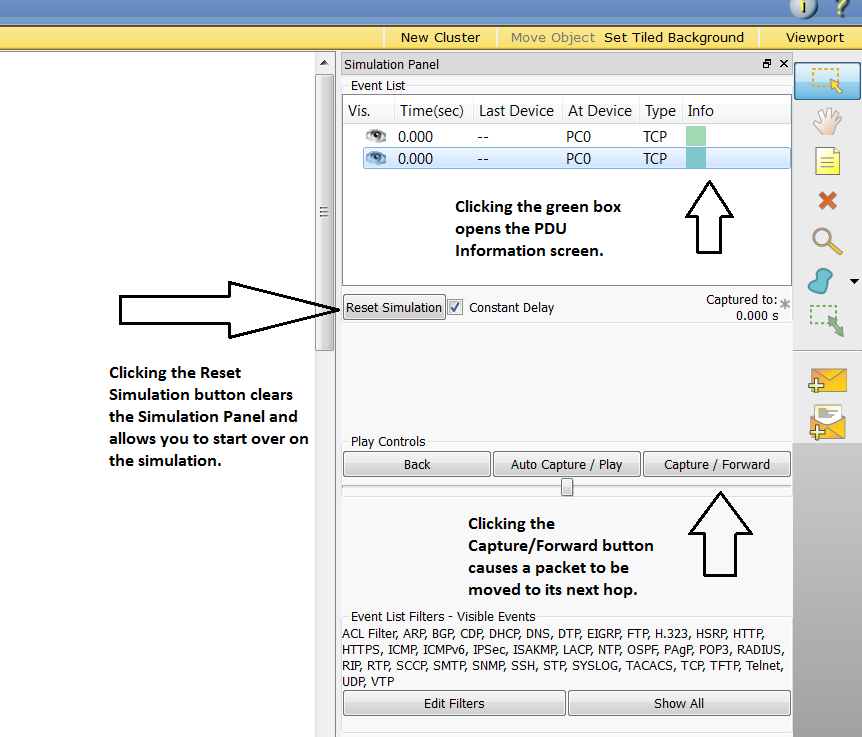 i ?
New Cluster Move Object Set Tiled Background Viewport
Simulation Panel
Event List
Vis. Time(sec) Last Device At Device Type Info
0.000 -- PC0 TCP
0.000 -- PC0 TCP
Clicking the green box
opens the PDU
Information screen.
Reset Simulation Constant Delay
Captured to: *
0.000 s
Clicking the Reset
Simulation button clears
the Simulation Panel and
allows you to start over on
the simulation.
Play Controls
Back Auto Capture / Play Capture / Forward
Clicking the
Capture/Forward button
causes a packet to be
moved to its next hop.
Event List Filters - Visible Events
ACL Filter, ARP, BGP, CDP, DHCP, DNS, DTP, EIGRP, FTP, H.323, HSRP, HTTP,
HTTPS, ICMP, ICMPv6, IPSec, ISAKMP, LACP, NTP, OSPF, PAgP, POP3, RADIUS,
RIP, RTP, SCCP, SMTP, SNMP, SSH, STP, SYSLOG, TACACS, TCP, TFTP, Telnet,
UDP, VTP
Edit Filters Show All